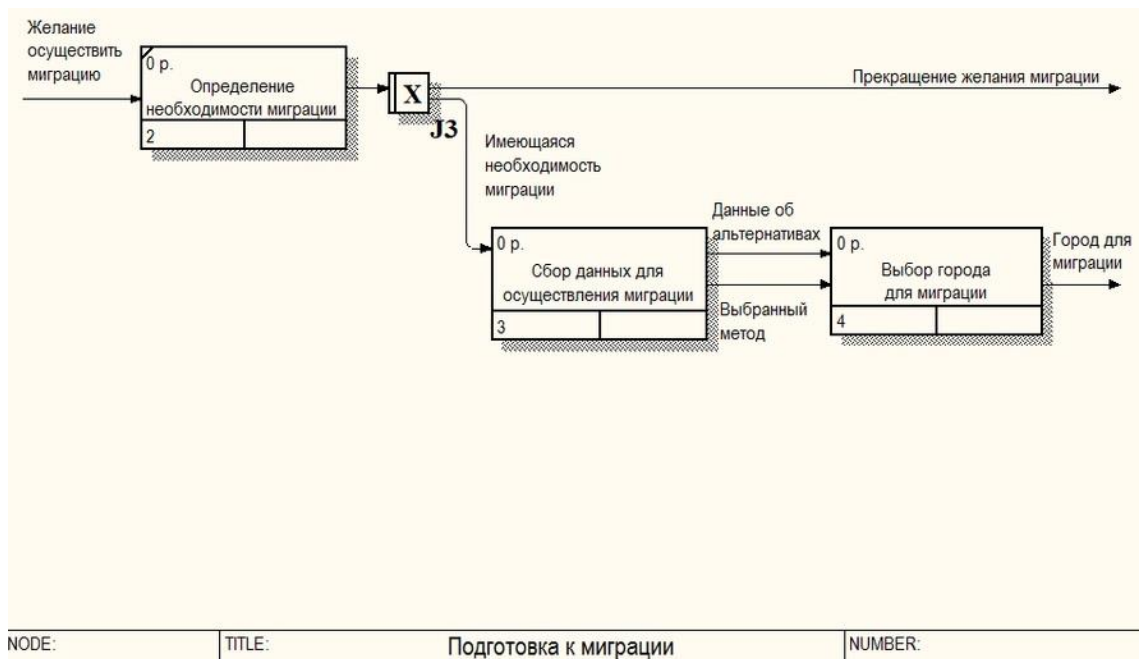 Желание
осуществить
миграцию
0 р.
Определение
необходимости миграции
2
X
J3
Прекращение желания миграции
Имеющаяся
необходимость
миграции
0 р.
Сбор данных для
осуществления миграции
3
Данные об
альтернативах
Выбранный
метод
0 р.
Выбор города
для миграции
4
Город для
миграции
NODE:
TITLE:
Подготовка к миграции
NUMBER: